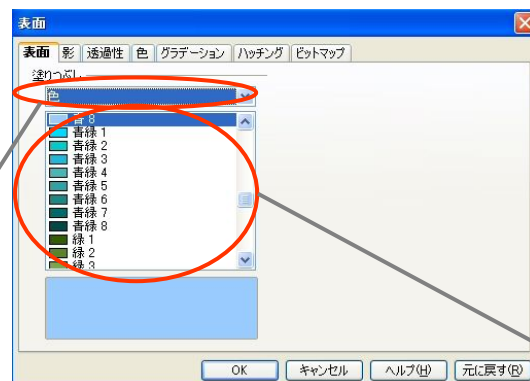 表面
表面 影 透過性 色 グラデーション ハッチング ビットマップ
塗りつぶし
色
青 8
青緑 1
青緑 2
青緑 3
青緑 4
青緑 5
青緑 6
青緑 7
青緑 8
緑 1
緑 2
緑 3
OK キャンセル ヘルプ(H) 元に戻す(R)